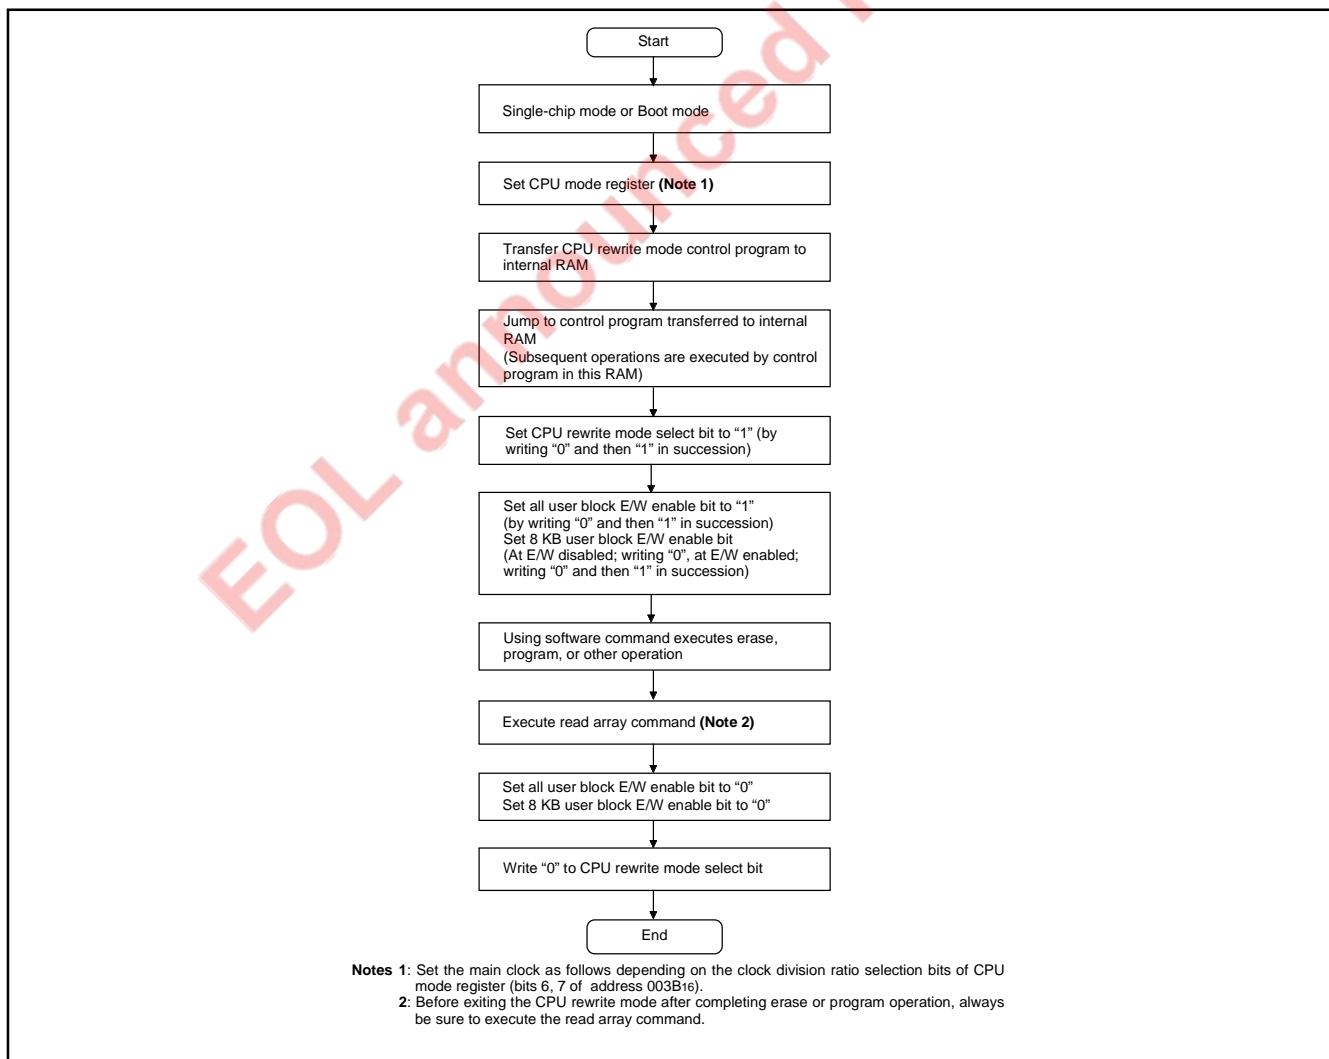 Start
Single-chip mode or Boot mode
Set CPU mode register (Note 1)
Transfer CPU rewrite mode control program to
internal RAM
Jump to control program transferred to internal
RAM
(Subsequent operations are executed by control
program in this RAM)
Set CPU rewrite mode select bit to “1” (by
writing “0” and then “1” in succession)
Set all user block E/W enable bit to “1”
(by writing “0” and then “1” in succession)
Set 8 KB user block E/W enable bit
(At E/W disabled; writing “0”, at E/W enabled;
writing “0” and then “1” in succession)
Using software command executes erase,
program, or other operation
Execute read array command (Note 2)
Set all user block E/W enable bit to “0”
Set 8 KB user block E/W enable bit to “0”
Write “0” to CPU rewrite mode select bit
End
Notes 1: Set the main clock as follows depending on the clock division ratio selection bits of CPU
mode register (bits 6, 7 of address 003B16).
2: Before exiting the CPU rewrite mode after completing erase or program operation, always
be sure to execute the read array command.
EOL announced